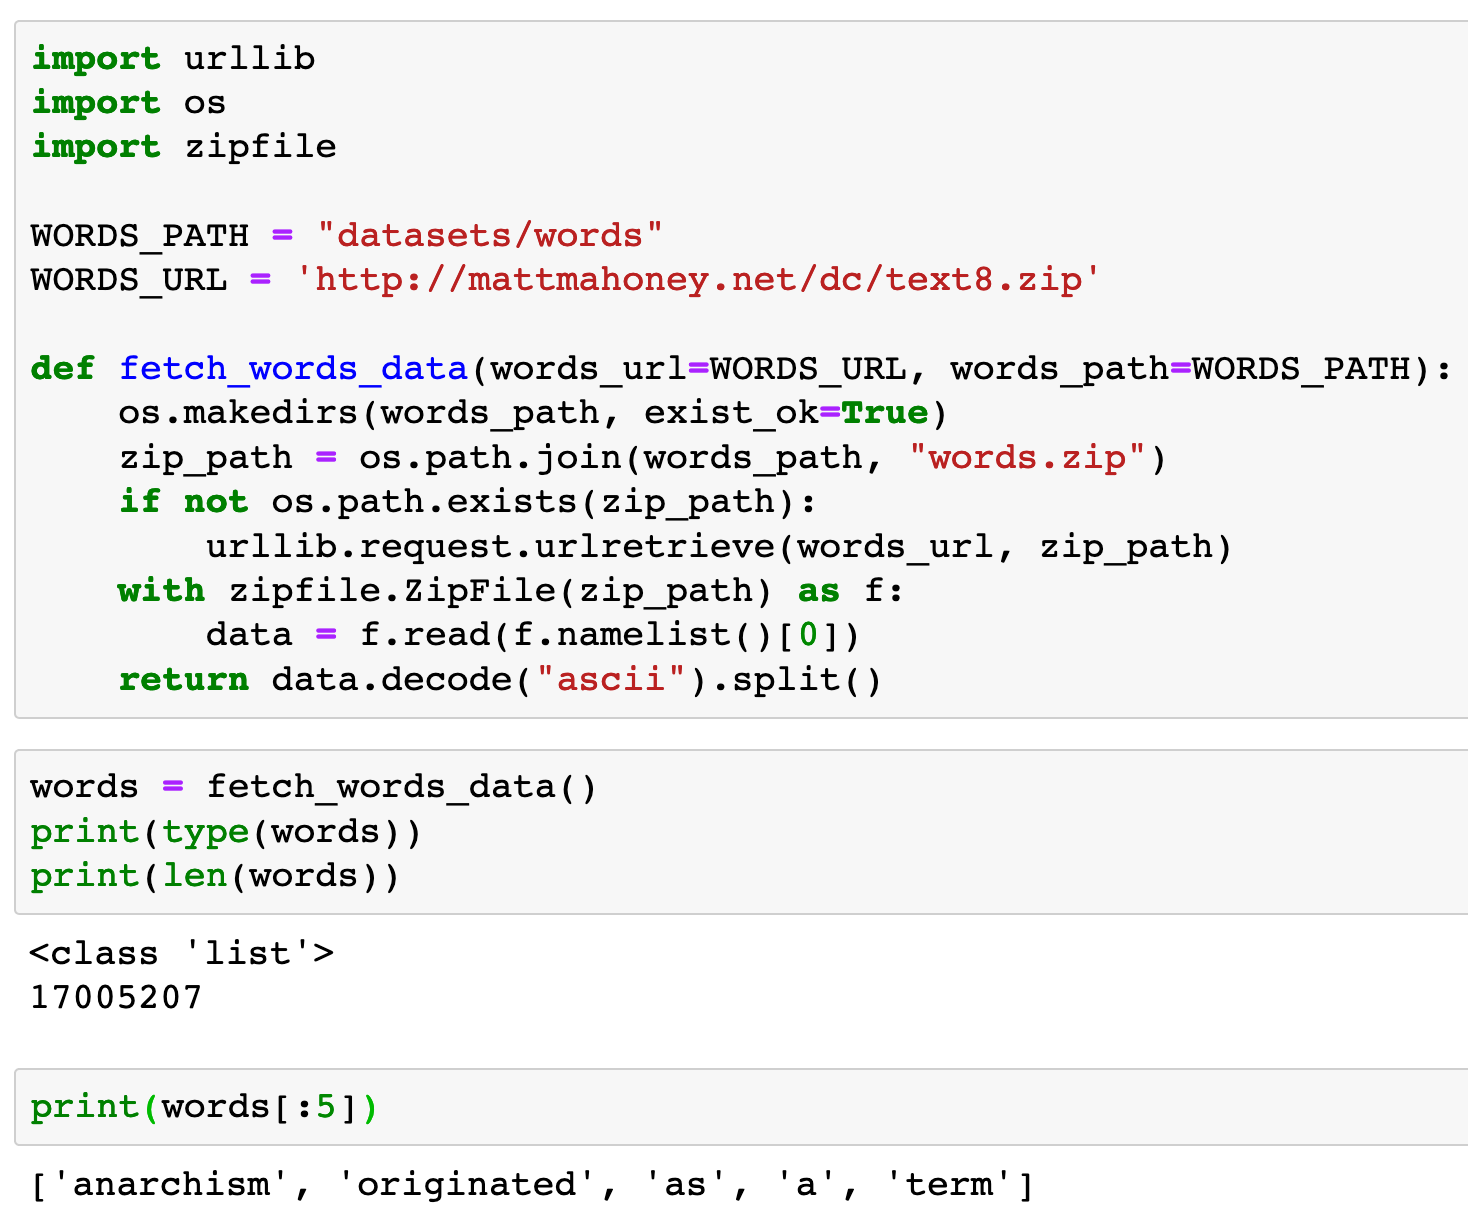 import urllib
import os
import zipfile

WORDS_PATH = "datasets/words"
WORDS_URL = 'http://mattmahoney.net/dc/text8.zip'

def fetch_words_data(words_url=WORDS_URL, words_path=WORDS_PATH):
    os.makedirs(words_path, exist_ok=True)
    zip_path = os.path.join(words_path, "words.zip")
    if not os.path.exists(zip_path):
        urllib.request.urlretrieve(words_url, zip_path)
    with zipfile.ZipFile(zip_path) as f:
        data = f.read(f.namelist()[0])
    return data.decode("ascii").split()

words = fetch_words_data()
print(type(words))
print(len(words))

<class 'list'>
17005207

print(words[:5])

['anarchism', 'originated', 'as', 'a', 'term']